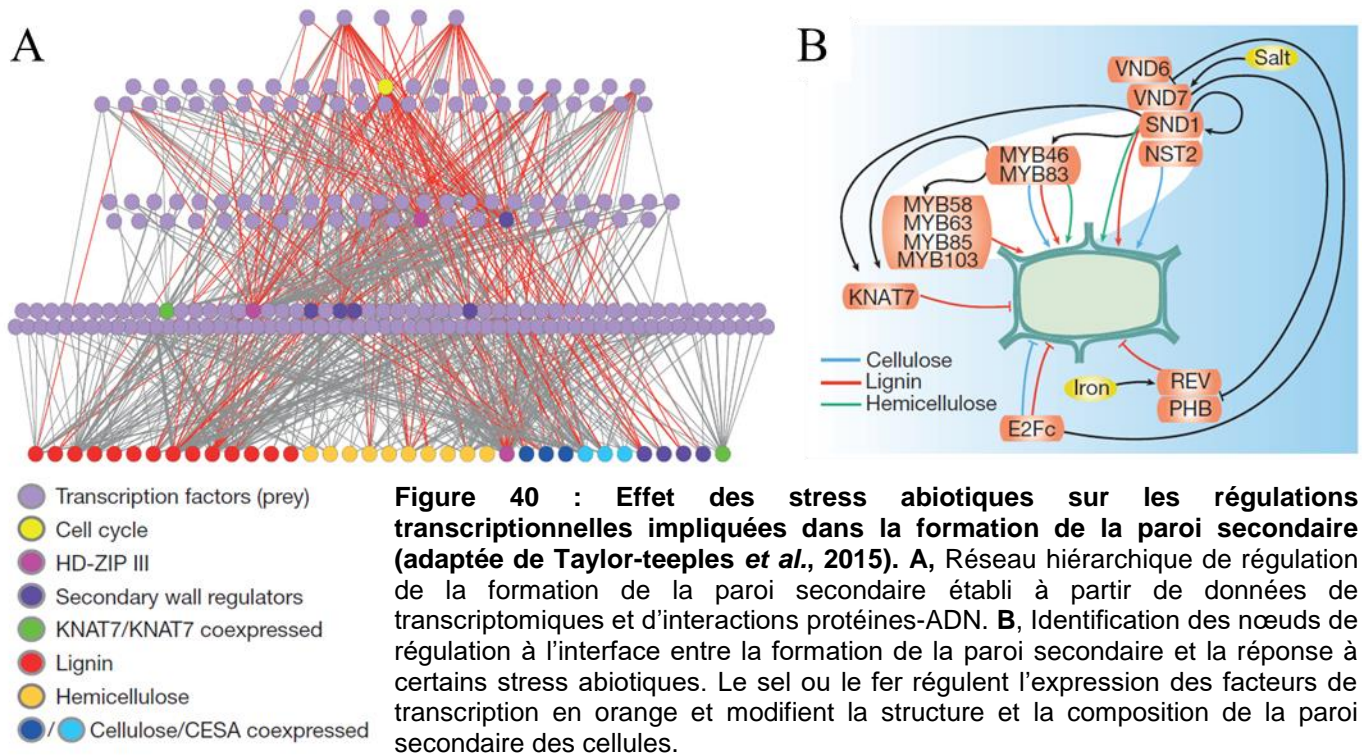 A
B
VND6
Salt
VND7
SND1
NST2
MYB46
MYB83
MYB58
MYB63
MYB85
MYB103
KNAT7
Cellulose
Lignin
Hemicellulose
Iron
REV
PHB
E2Fc
Transcription factors (prey)
Cell cycle
HD-ZIP III
Secondary wall regulators
KNAT7/KNAT7 coexpressed
Lignin
Hemicellulose
/ Cellulose/CESA coexpressed
Figure 40 : Effet des stress abiotiques sur les régulations
transcriptionnelles impliquées dans la formation de la paroi secondaire
(adaptée de Taylor-teeples et al., 2015). A, Réseau hiérarchique de régulation
de la formation de la paroi secondaire établi à partir de données de
transcriptomiques et d'interactions protéines-ADN. B, Identification des nœuds de
régulation à l'interface entre la formation de la paroi secondaire et la réponse à
certains stress abiotiques. Le sel ou le fer régulent l'expression des facteurs de
transcription en orange et modifient la structure et la composition de la paroi
secondaire des cellules.